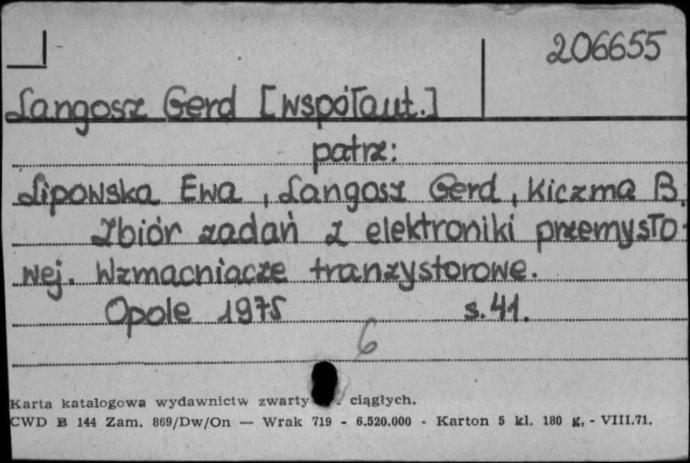 206655
Langosz Gerd [współaut.]
patrz:
Lipowska Ewa, Langosz Gerd, Kiczma B.
Zbiór zadań z elektroniki przemysło-
wej. Wzmacniacze tranzystorowe.
Opole 1975 s. 41.
6
Karta katalogowa wydawnictw zwarty . ciągłych.
CWD B 144 Zam. 869/Dw/On — Wrak 719 - 6.520.000 - Karton 5 kl. 180 g. - VIII.71.